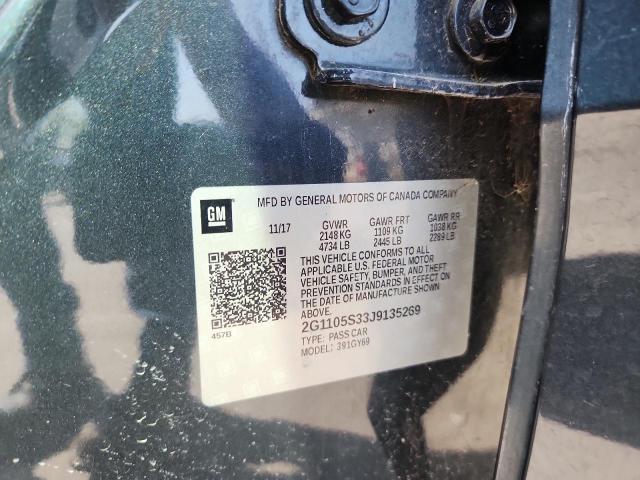 GM
MFD BY GENERAL MOTORS OF CANADA COMPANY
11/17 GVWR GAWR FRT GAWR RR
2148 KG 1109 KG 1038 KG
4734 LB 2445 LB 2289 LB
THIS VEHICLE CONFORMS TO ALL
APPLICABLE U.S. FEDERAL MOTOR
VEHICLE SAFETY, BUMPER, AND THEFT
PREVENTION STANDARDS IN EFFECT ON
THE DATE OF MANUFACTURE SHOWN
ABOVE.
457B
2G1105S33J9135269
TYPE: PASS CAR
MODEL: 391GY69